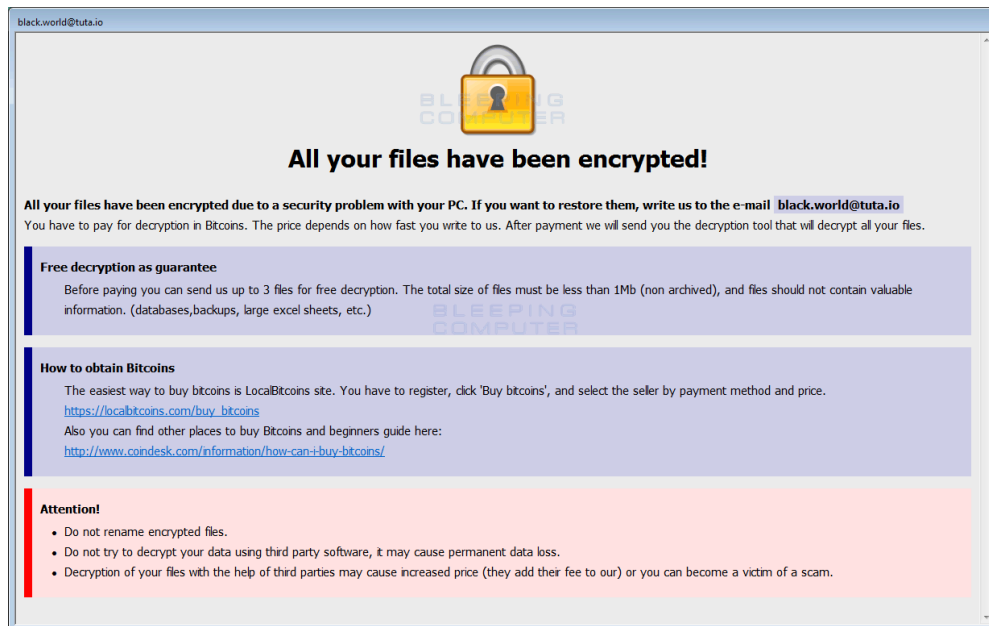 black.world@tuta.io
BLEEPING
COMPUTER
All your files have been encrypted!
All your files have been encrypted due to a security problem with your PC. If you want to restore them, write us to the e-mail black.world@tuta.io
You have to pay for decryption in Bitcoins. The price depends on how fast you write to us. After payment we will send you the decryption tool that will decrypt all your files.
Free decryption as guarantee
Before paying you can send us up to 3 files for free decryption. The total size of files must be less than 1Mb (non archived), and files should not contain valuable
information. (databases,backups, large excel sheets, etc.)
BLEEPING
COMPUTER
How to obtain Bitcoins
The easiest way to buy bitcoins is LocalBitcoins site. You have to register, click 'Buy bitcoins', and select the seller by payment method and price.
https://localbitcoins.com/buy_bitcoins
Also you can find other places to buy Bitcoins and beginners guide here:
http://www.coindesk.com/information/how-can-i-buy-bitcoins/
Attention!
• Do not rename encrypted files.
• Do not try to decrypt your data using third party software, it may cause permanent data loss.
• Decryption of your files with the help of third parties may cause increased price (they add their fee to our) or you can become a victim of a scam.